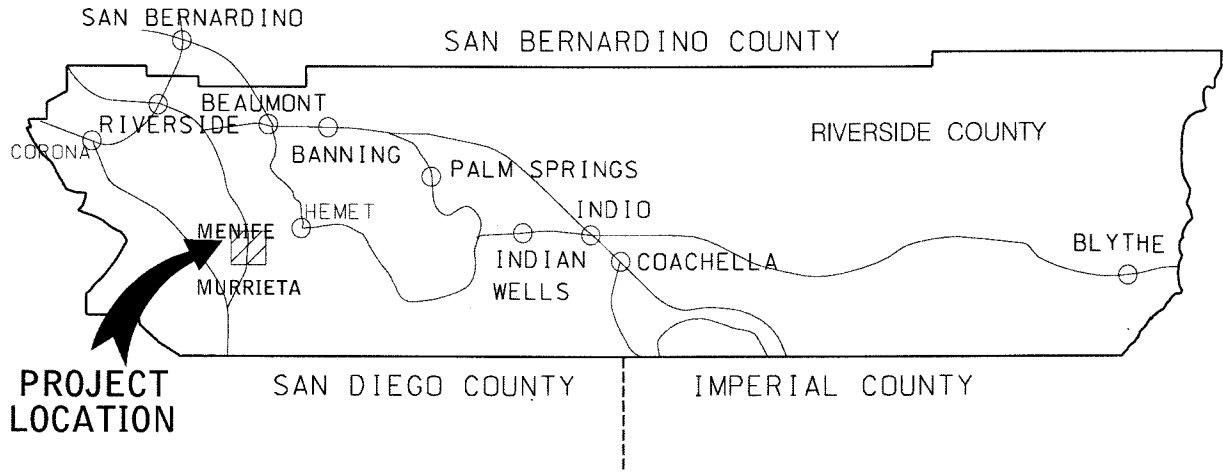 SAN BERNARDINO
SAN BERNARDINO COUNTY
BEAUMONT
RIVERSIDE
RIVERSIDE COUNTY
CORONA
BANNING
PALM SPRINGS
HEMET
INDIO
MENIFE
BLYTHE
INDIAN
WELLS
COACHELLA
MURRIETA
PROJECT
LOCATION
SAN DIEGO COUNTY
IMPERIAL COUNTY